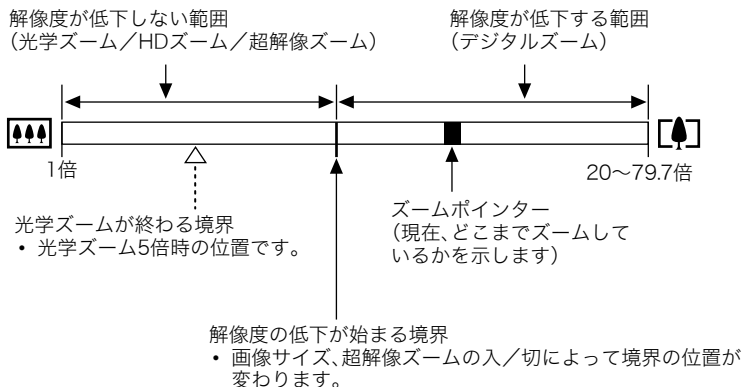 解像度が低下しない範囲
（光学ズーム／HDズーム／超解像ズーム）
解像度が低下する範囲
（デジタルズーム）
1倍
20～79.7倍
光学ズームが終わる境界
• 光学ズーム5倍時の位置です。
ズームポインター
（現在、どこまでズームして
いるかを示します）
解像度の低下が始まる境界
• 画像サイズ、超解像ズームの入／切によって境界の位置が
変わります。